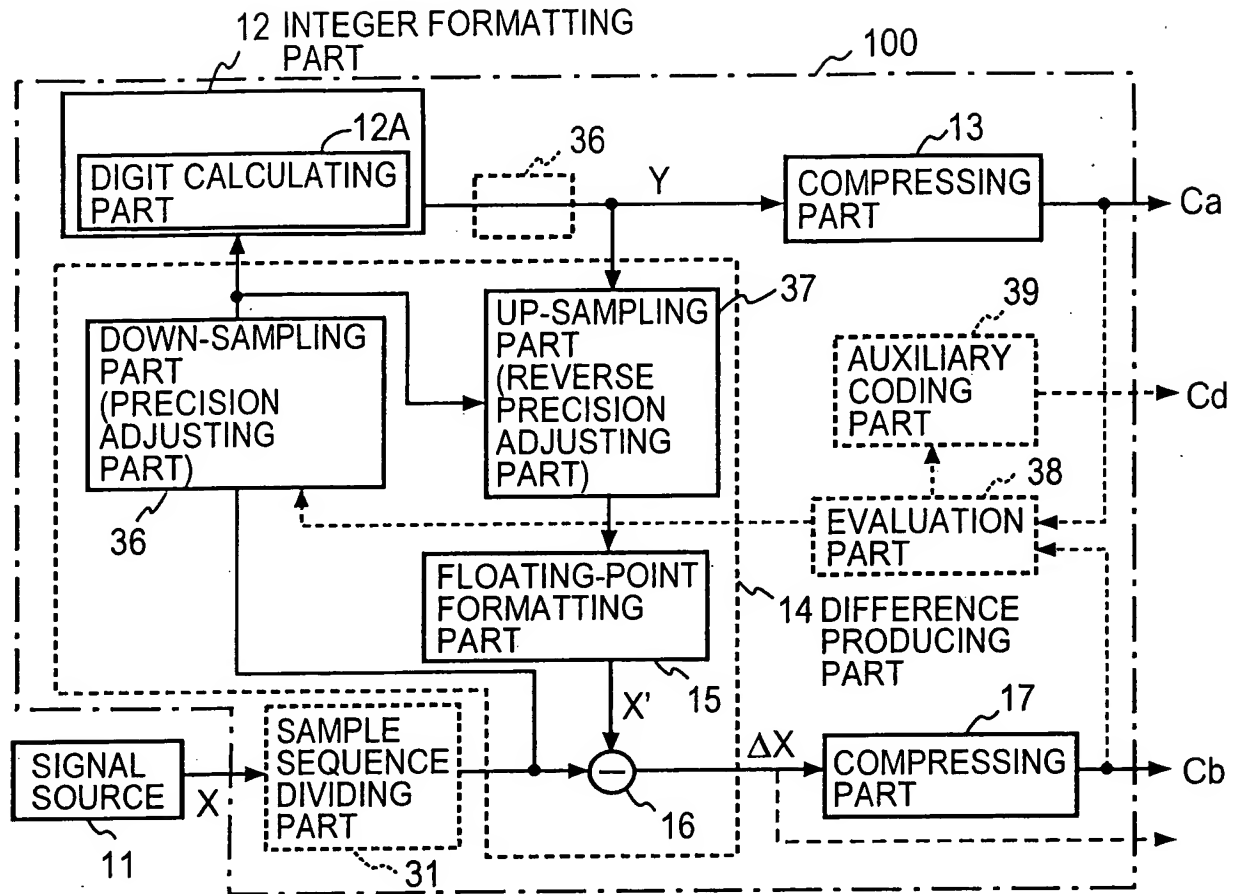 12 INTEGER FORMATTING
PART
100
12A
DIGIT CALCULATING
PART
36
Y
13
COMPRESSING
PART
Ca
37
DOWN-SAMPLING
PART
(PRECISION
ADJUSTING
PART)
36
UP-SAMPLING
PART
(REVERSE
PRECISION
ADJUSTING
PART)
39
AUXILIARY
CODING
PART
Cd
38
EVALUATION
PART
FLOATING-POINT
FORMATTING
PART
15
14 DIFFERENCE
PRODUCING
PART
X'
SIGNAL
SOURCE
11
X
SAMPLE
SEQUENCE
DIVIDING
PART
31
16
ΔX
17
COMPRESSING
PART
Cb